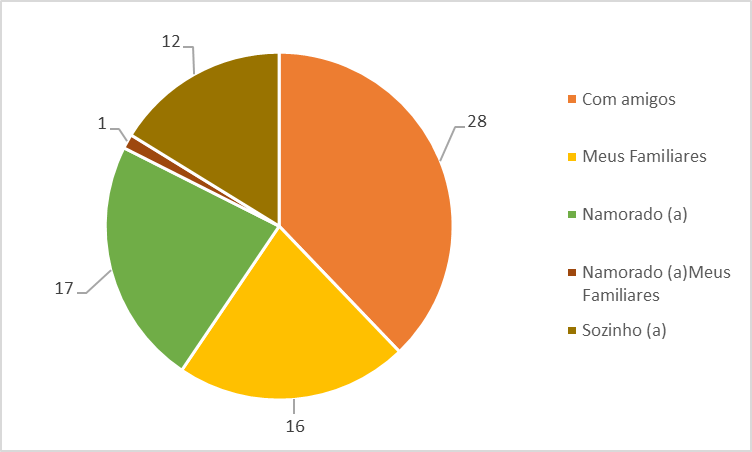 12
28
1
17
16
Com amigos
Meus Familiares
Namorado (a)
Namorado (a)Meus
Familiares
Sozinho (a)